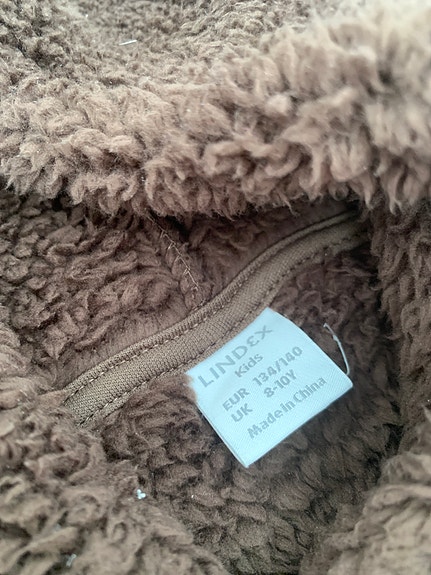 LINDEX
Kids
EUR 134/140
UK 8-10Y
Made in China